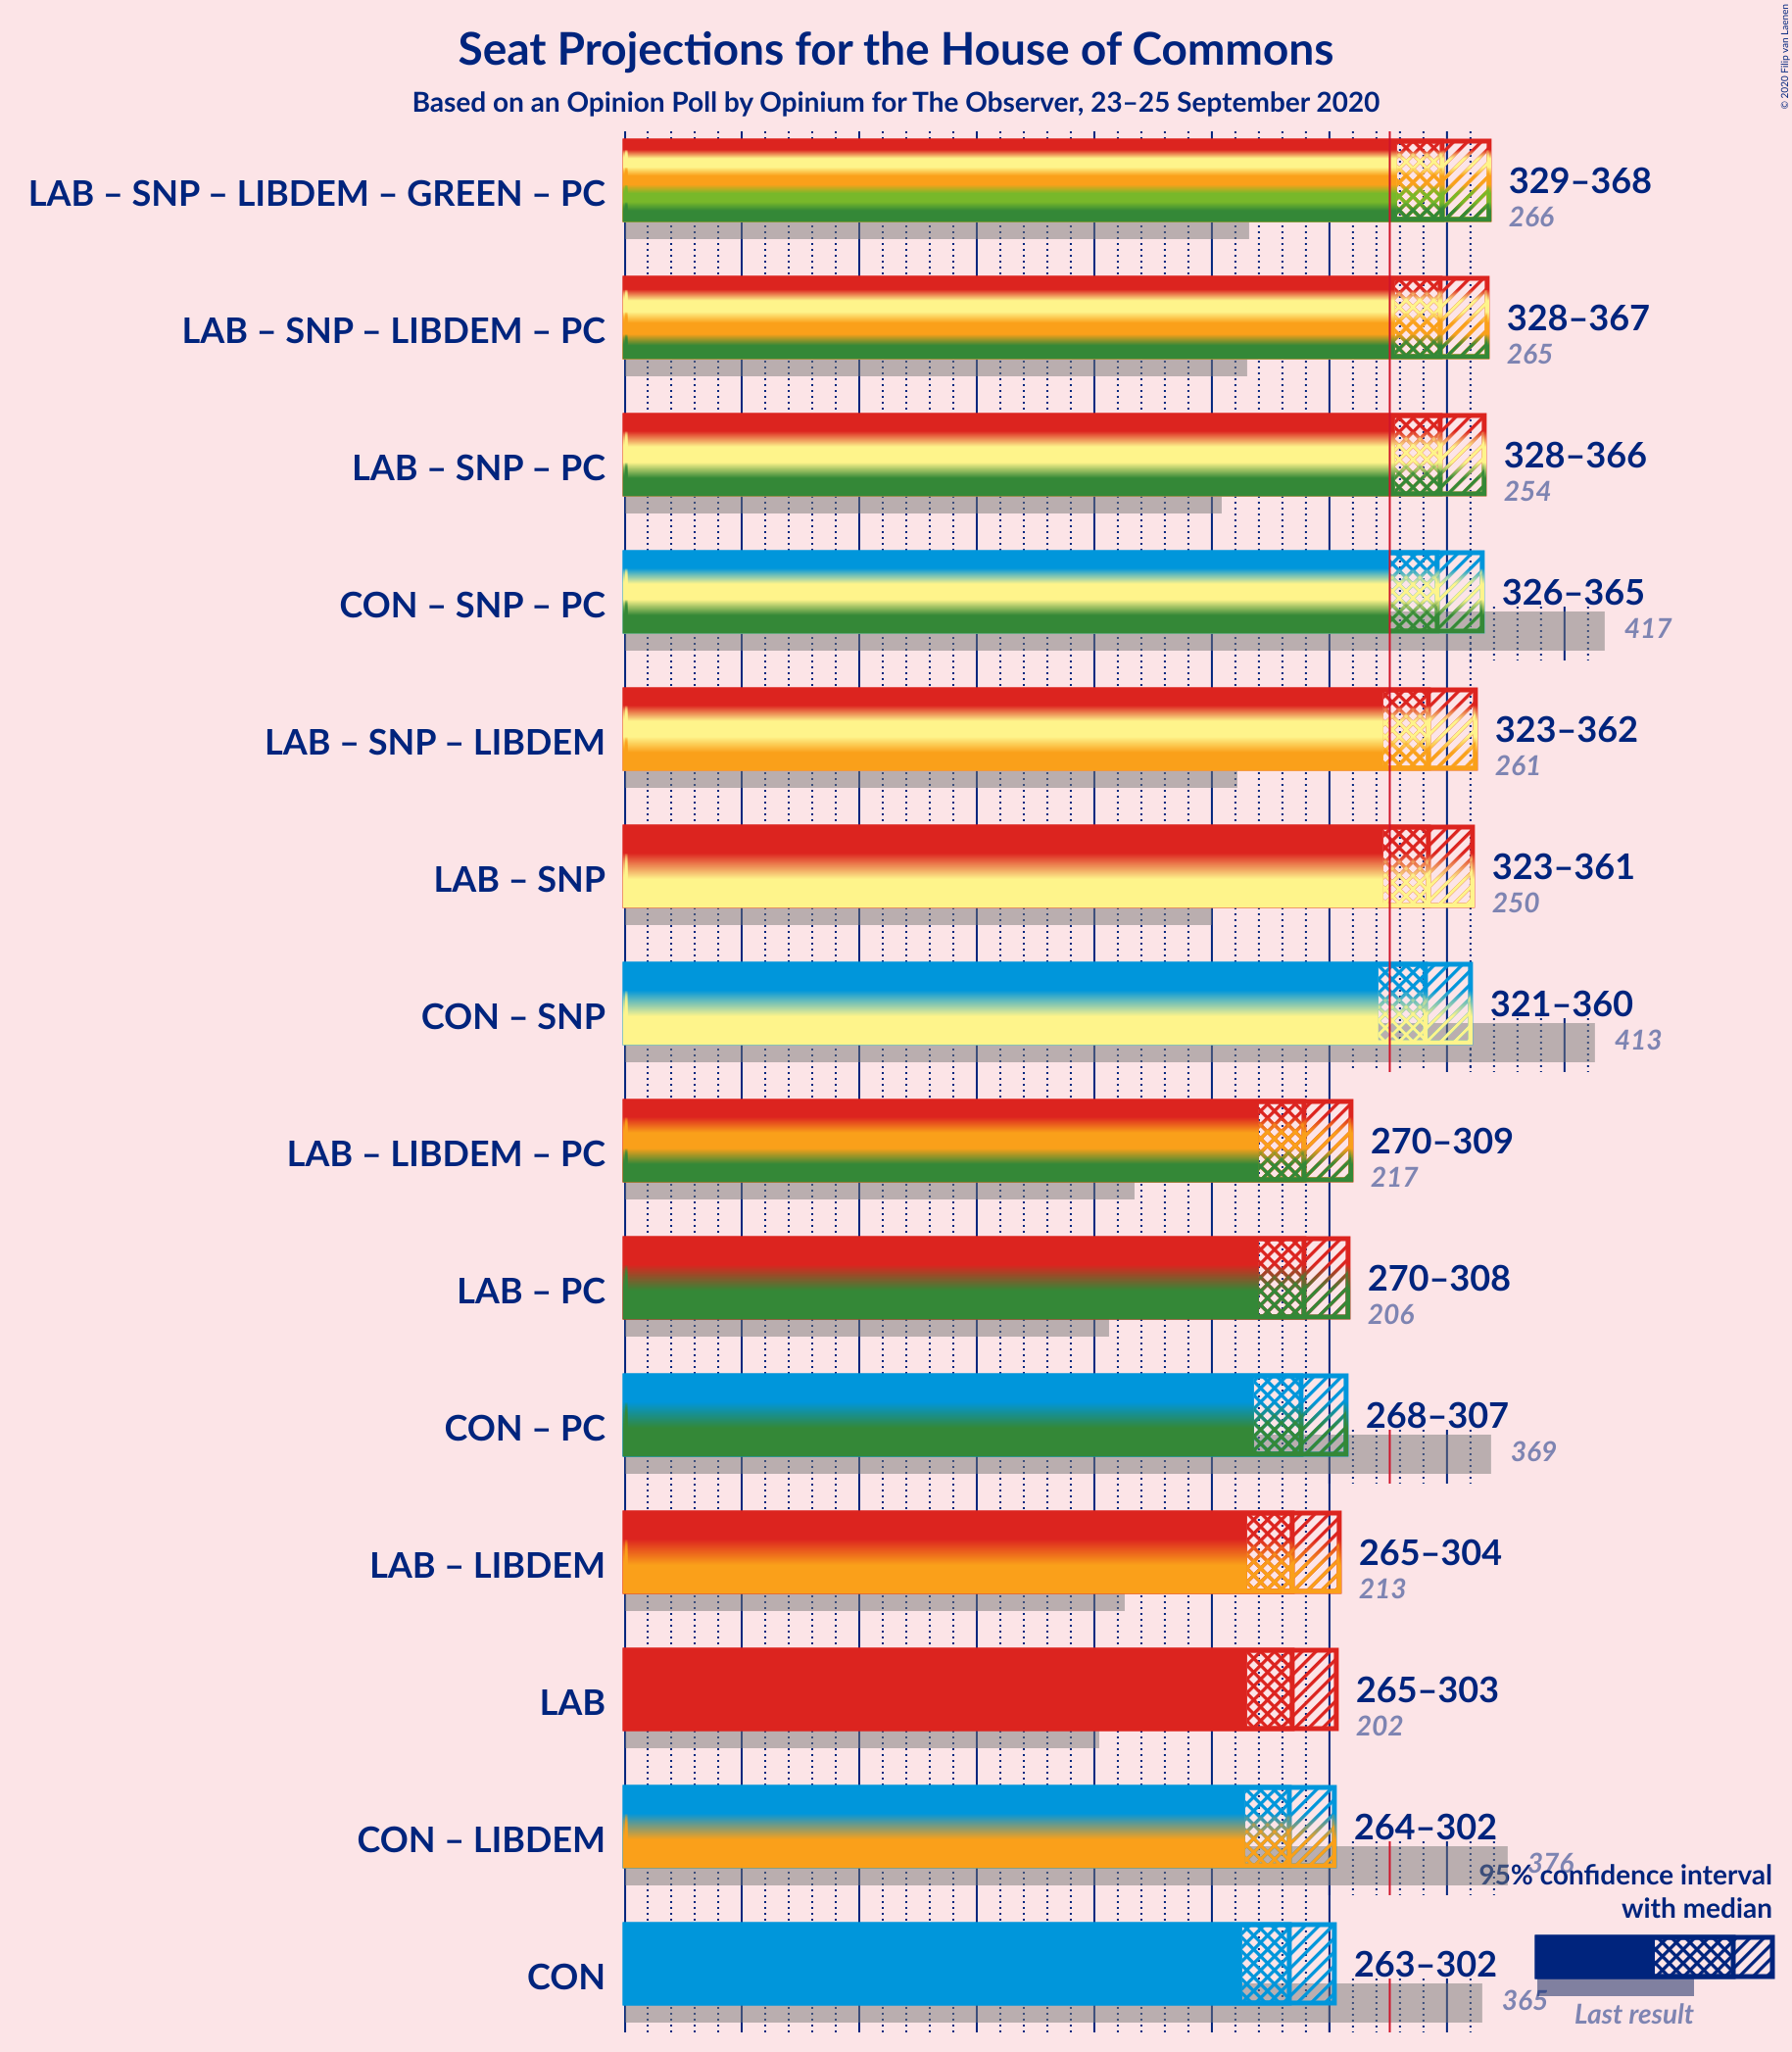 Seat Projections for the House of Commons
Based on an Opinion Poll by Opinium for The Observer, 23–25 September 2020
© 2020 Filip van Laenen
LAB – SNP – LIBDEM – GREEN – PC
329–368
266
LAB – SNP – LIBDEM – PC
328–367
265
LAB – SNP – PC
328–366
254
CON – SNP – PC
326–365
417
LAB – SNP – LIBDEM
323–362
261
LAB – SNP
323–361
250
CON – SNP
321–360
413
LAB – LIBDEM – PC
270–309
217
LAB – PC
270–308
206
CON – PC
268–307
369
LAB – LIBDEM
265–304
213
LAB
265–303
202
CON – LIBDEM
264–302
376
CON
263–302
365
95% confidence interval
with median
Last result